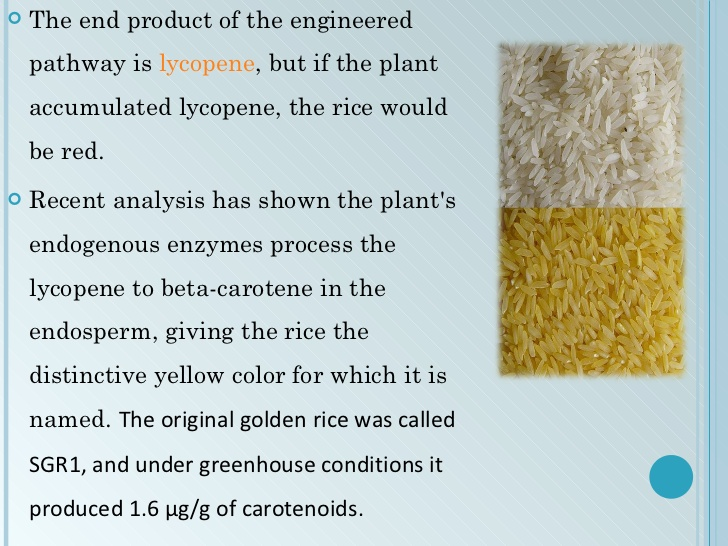 The end product of the engineered
pathway is lycopene, but if the plant
accumulated lycopene, the rice would
be red.
Recent analysis has shown the plant's
endogenous enzymes process the
lycopene to beta-carotene in the
endosperm, giving the rice the
distinctive yellow color for which it is
named. The original golden rice was called
SGR1, and under greenhouse conditions it
produced 1.6 µg/g of carotenoids.